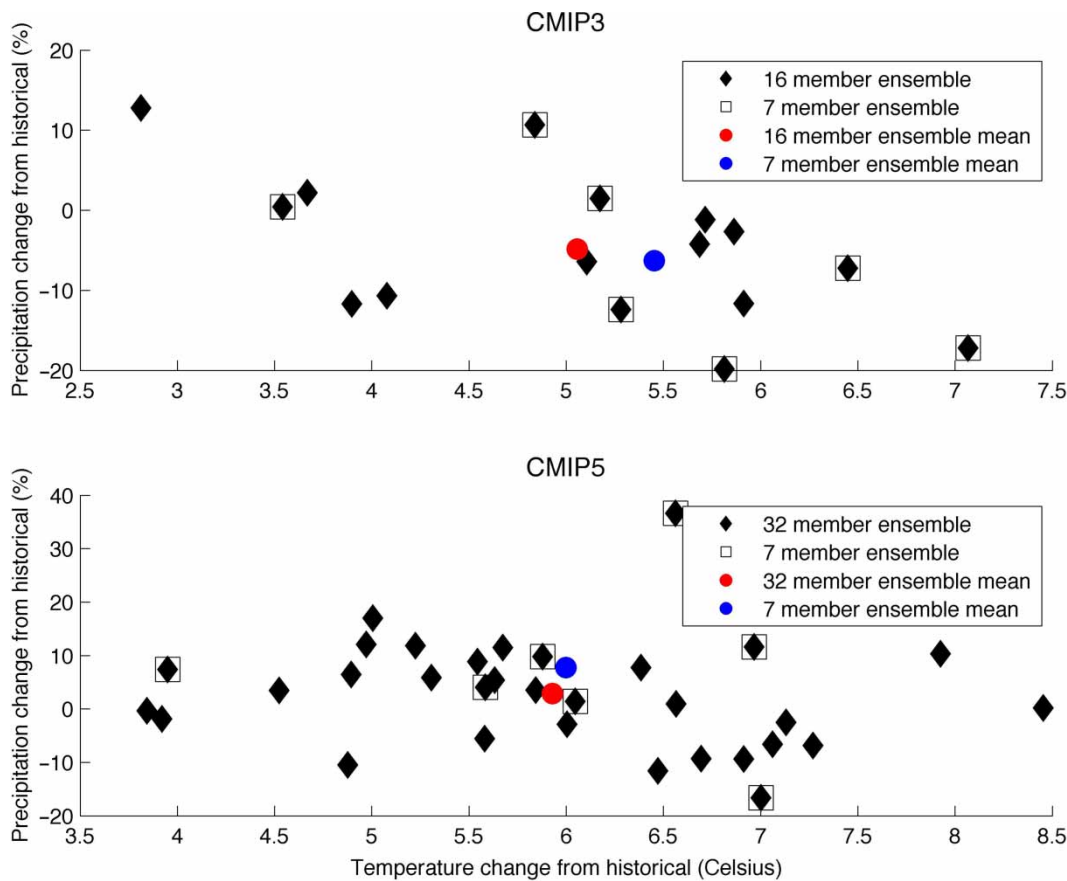 CMIP3
Precipitation change from historical (%)
20
10
0
−10
−20
2.5 3 3.5 4 4.5 5 5.5 6 6.5 7 7.5
16 member ensemble
7 member ensemble
16 member ensemble mean
7 member ensemble mean
CMIP5
Precipitation change from historical (%)
40
30
20
10
0
−10
−20
3.5 4 4.5 5 5.5 6 6.5 7 7.5 8 8.5
32 member ensemble
7 member ensemble
32 member ensemble mean
7 member ensemble mean
Temperature change from historical (Celsius)